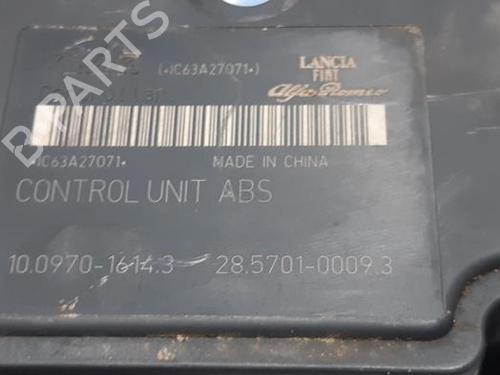 (•IC63A27071•)
LANCIA
FIAT
Alfa Romeo
•IC63A27071•
MADE IN CHINA
CONTROL UNIT ABS
10.0970-1614.3 28.5701-0009.3
B-PARTS